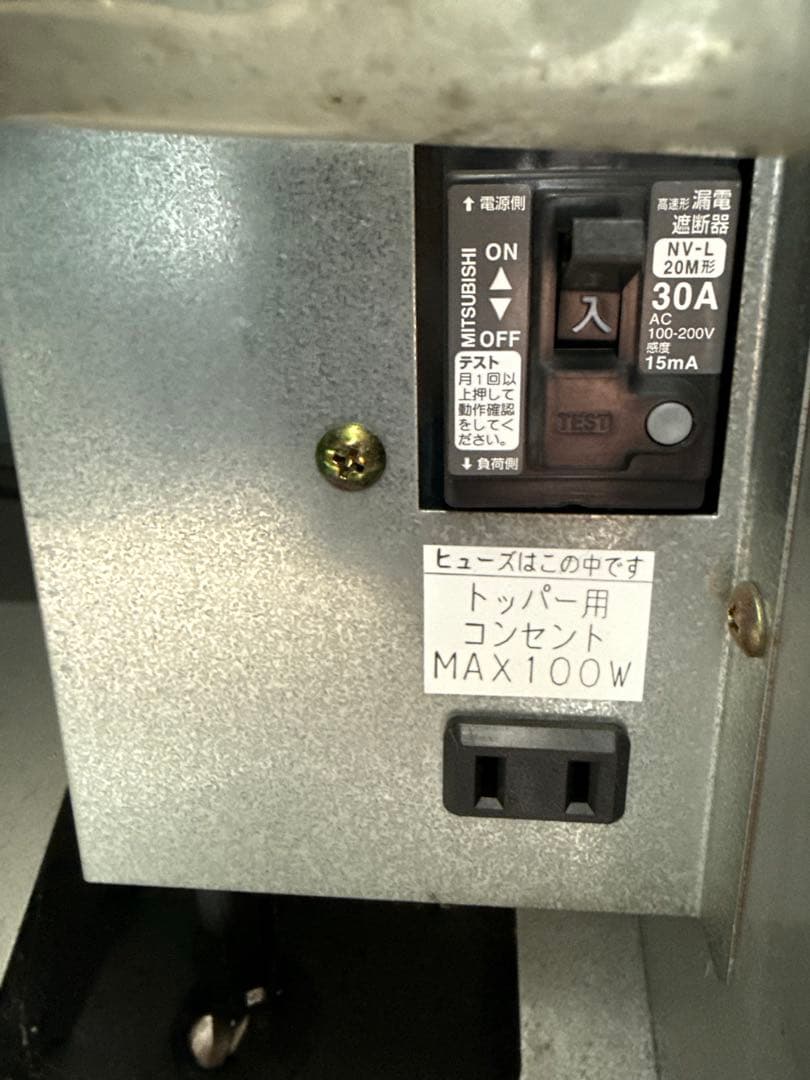 ↑ 電源側
MITSUBISHI
ON
▲
▼
OFF
テスト
月1回以
上押して
動作確認
をしてく
ださい。
↓ 負荷側
入
TEST
高速形 漏電
遮断器
NV-L
20M形
30A
AC
100-200V
感度
15mA
ヒューズはこの中です
トッパー用
コンセント
MAX100W